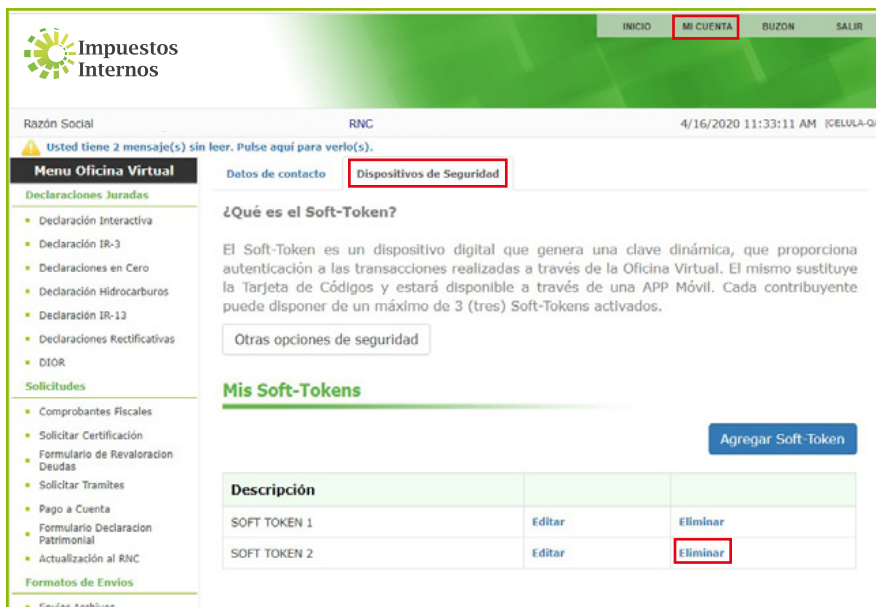 INICIO MI CUENTA BUZON SALIR
Impuestos
Internos
Razón Social RNC 4/16/2020 11:33:11 AM [CELULA-Q
Usted tiene 2 mensaje(s) sin leer. Pulse aquí para verlo(s).
Menu Oficina Virtual
Datos de contacto Dispositivos de Seguridad
Declaraciones Juradas
Declaración Interactiva
Declaración IR-3
Declaraciones en Cero
Declaración Hidrocarburos
Declaración IR-13
Declaraciones Rectificativas
DIOR
Solicitudes
Comprobantes Fiscales
Solicitar Certificación
Formulario de Revaloracion
Deudas
Solicitar Tramites
Pago a Cuenta
Formulario Declaracion
Patrimonial
Actualización al RNC
Formatos de Envios
¿Qué es el Soft-Token?
El Soft-Token es un dispositivo digital que genera una clave dinámica, que proporciona
autenticación a las transacciones realizadas a través de la Oficina Virtual. El mismo sustituye
la Tarjeta de Códigos y estará disponible a través de una APP Móvil. Cada contribuyente
puede disponer de un máximo de 3 (tres) Soft-Tokens activados.
Otras opciones de seguridad
Mis Soft-Tokens
Agregar Soft-Token
Descripción
SOFT TOKEN 1 Editar Eliminar
SOFT TOKEN 2 Editar Eliminar